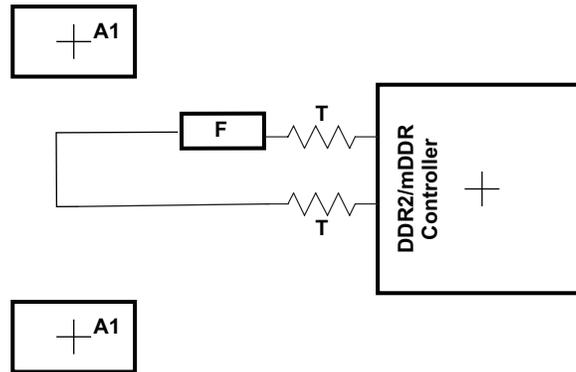 A1
T
F
DDR2/mDDR
Controller
T
A1